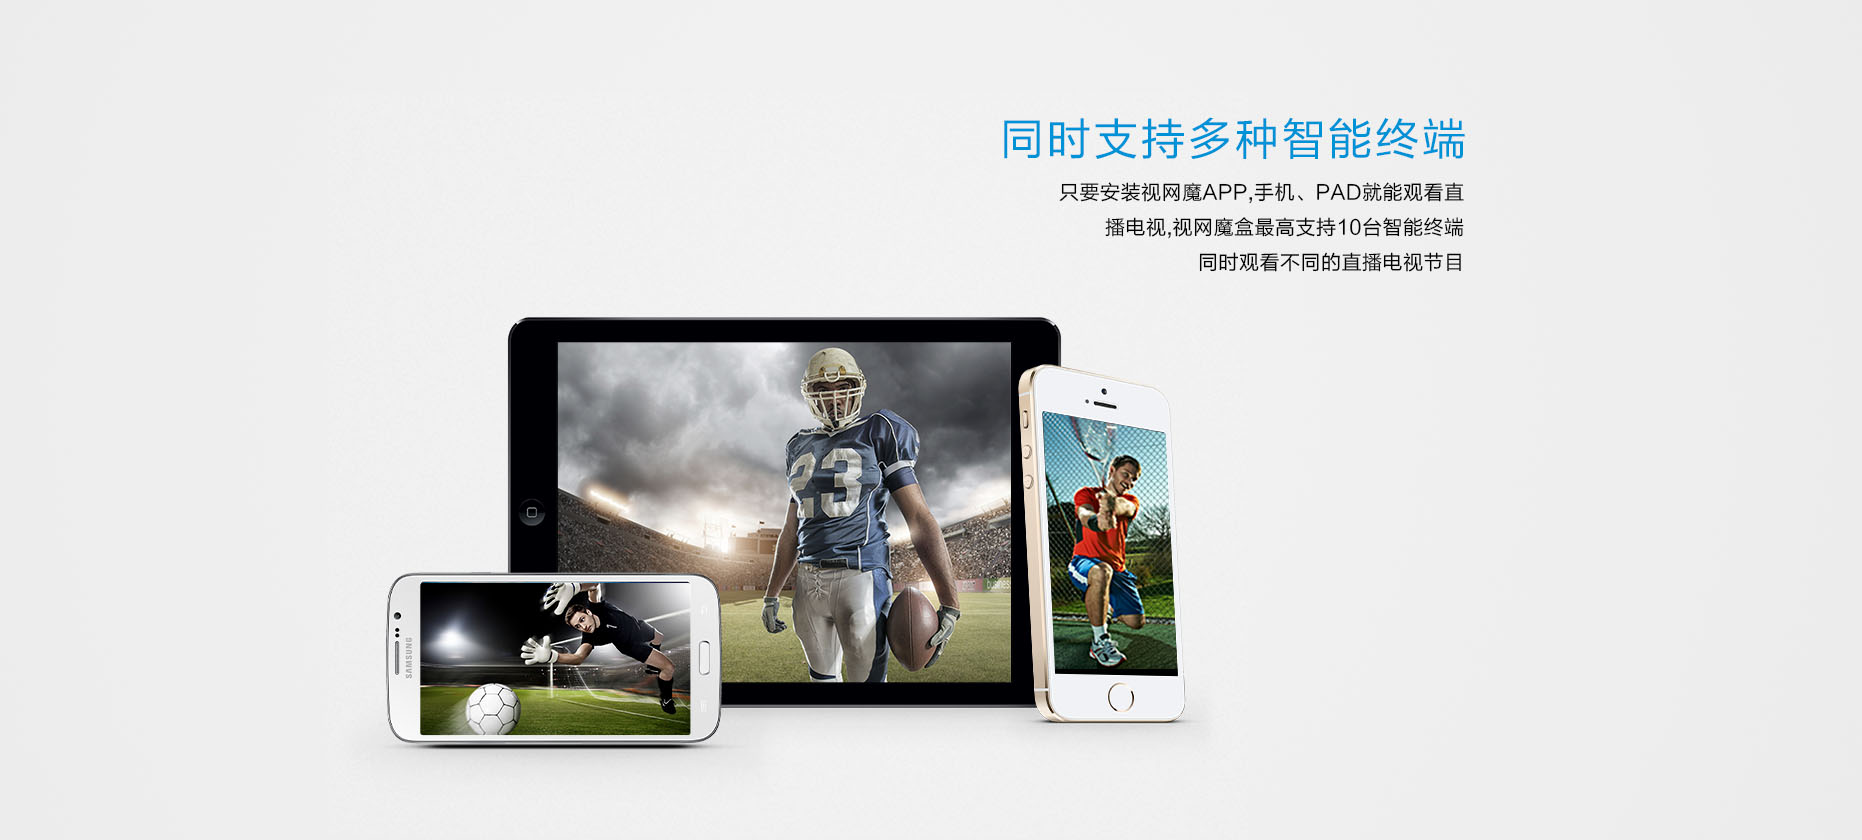 同时支持多种智能终端
只要安装视网魔APP,手机、PAD就能观看直
播电视,视网魔盒最高支持10台智能终端
同时观看不同的直播电视节目
23
SAMSUNG